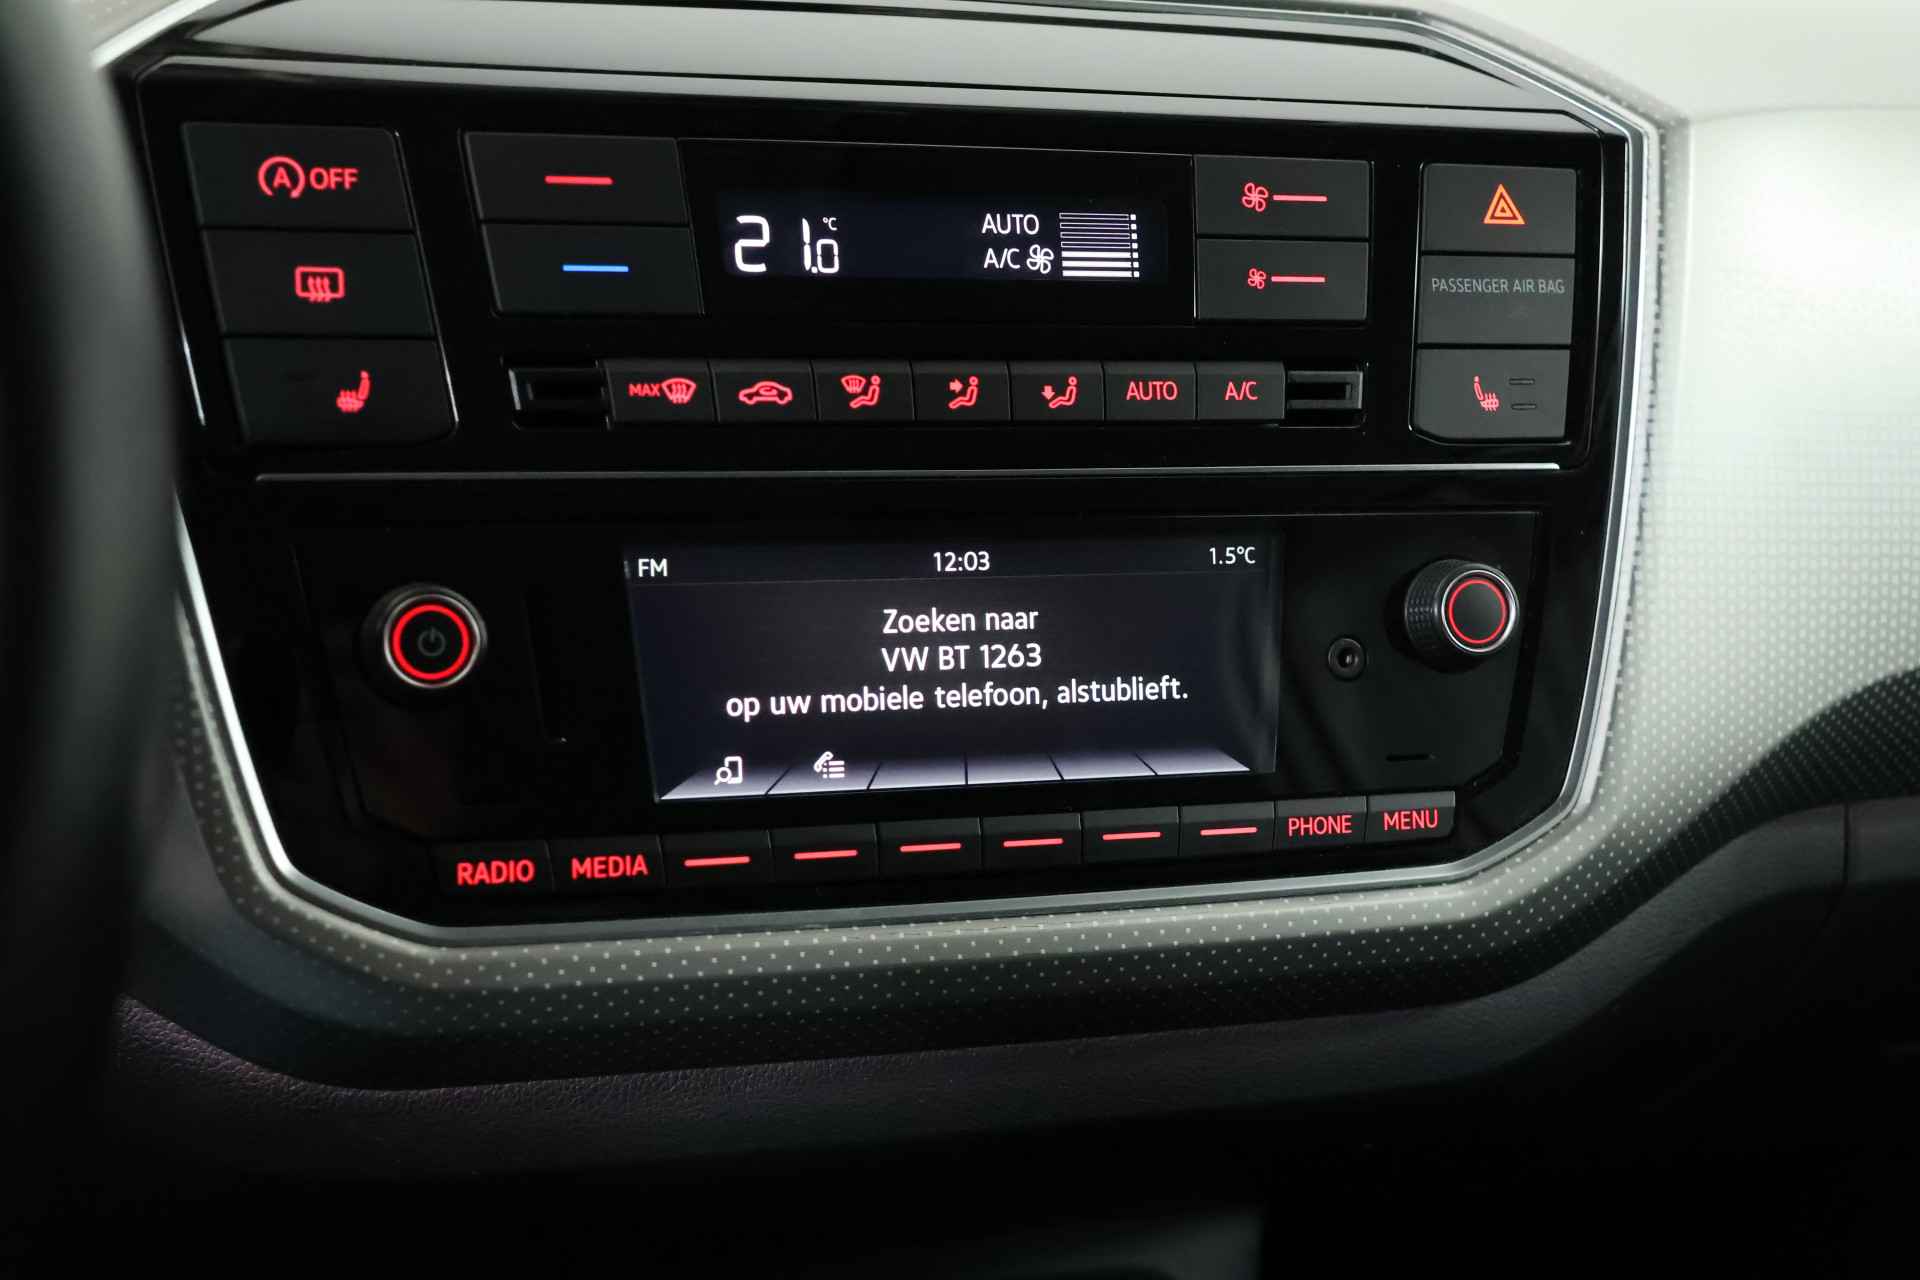 A OFF
21.0 °C
AUTO
A/C
PASSENGER AIR BAG
MAX
AUTO
A/C
FM 12:03 1.5°C
Zoeken naar
VW BT 1263
op uw mobiele telefoon, alstublieft.
RADIO MEDIA PHONE MENU